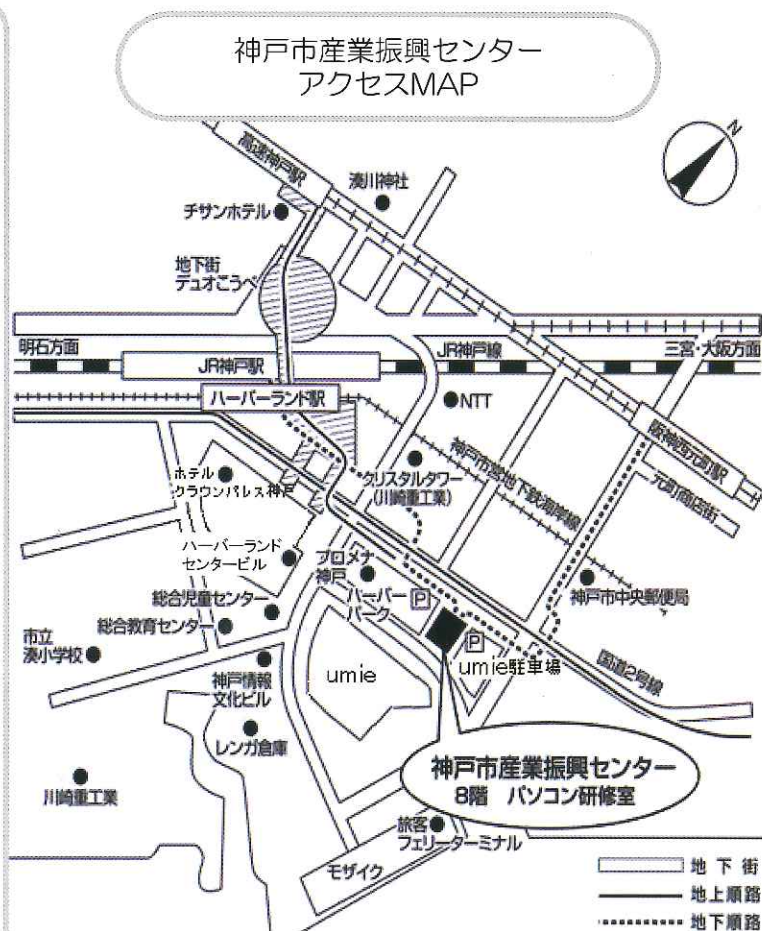 神戸市産業振興センター
アクセスMAP
N
高速神戸駅
湊川神社
チサンホテル
地下街
デュオこうべ
明石方面
JR神戸駅
JR神戸線
三宮・大阪方面
ハーバーランド駅
NTT
阪神西元町駅
神戸市営地下鉄海岸線
元町商店街
ホテル
クラウンパレス神戸
クリスタルタワー
(川崎重工業)
ハーバーランド
センタービル
プロメナ
神戸
神戸市中央郵便局
総合児童センター
ハーバー
パーク
P
総合教育センター
市立
湊小学校
P
umie駐車場
国道2号線
umie
神戸情報
文化ビル
レンガ倉庫
神戸市産業振興センター
8階 パソコン研修室
川崎重工業
旅客
フェリーターミナル
モザイク
地下街
地上順路
地下順路